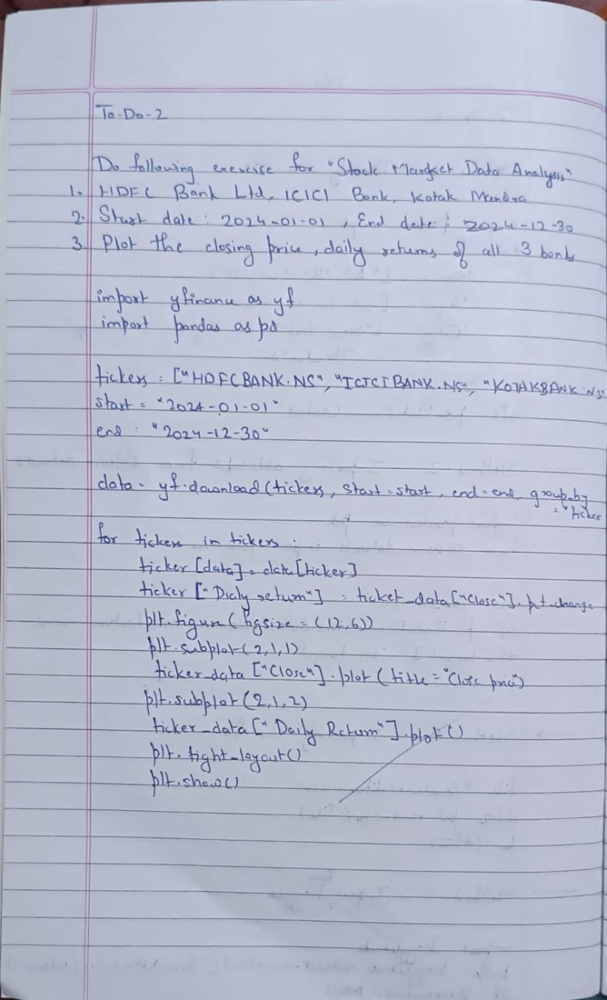 To-Do-2
Do following exercise for "Stock Market Data Analysis"
1. HDFC Bank Ltd, ICICI Bank, Kotak
2. Start date : 2024-01-01, End date : 2024-12-30
3. Plot the closing price, daily returns of all 3 banks
import yfinance as yf
import pandas as pd
tickers = ["HDFCBANK.NS", "ICICIBANK.NS", "KOTAKBANK.NS
start = "2024-01-01"
end = "2024-12-30"
data = yf.download(tickers, start=start, end=end, group_by
= "ticker
for tickers in tickers :
ticker [data] = data[ticker]
ticker ["Dialy return"] = ticket_data["Close"].pct_change
plt.figure(figsize = (12,6))
plt.subplot(2,1,1)
ticker_data ["Close"].plot (title = "Close price")
plt.subplot(2,1,2)
ticker_data [" Daily Return"].plot()
plt.tight_layout()
plt.show()